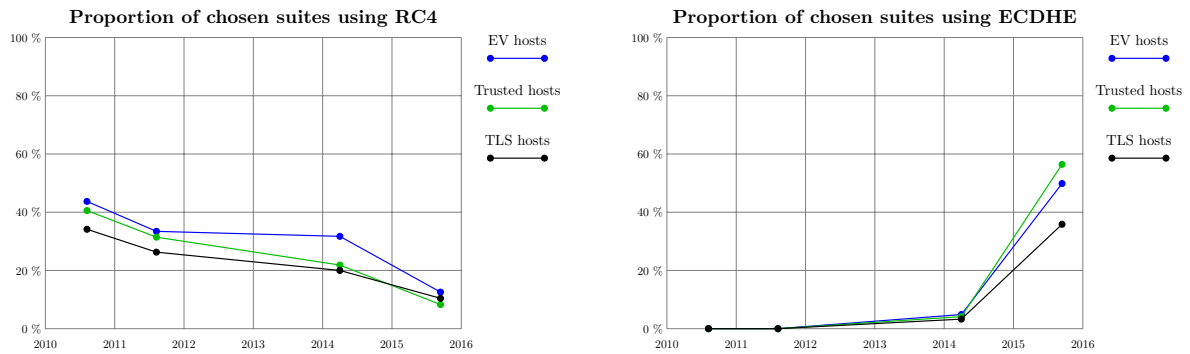 Proportion of chosen suites using RC4
100 %
80 %
60 %
40 %
20 %
0 %
2010 2011 2012 2013 2014 2015 2016
EV hosts
Trusted hosts
TLS hosts
Proportion of chosen suites using ECDHE
100 %
80 %
60 %
40 %
20 %
0 %
2010 2011 2012 2013 2014 2015 2016
EV hosts
Trusted hosts
TLS hosts